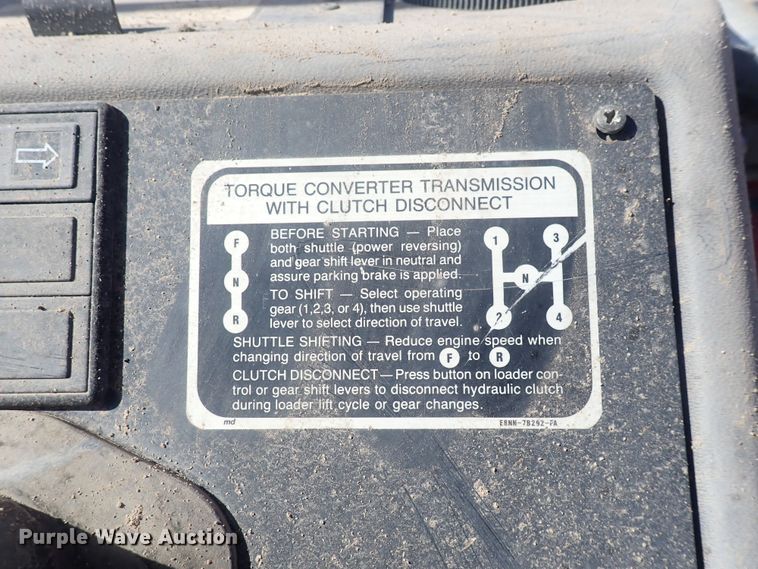 TORQUE CONVERTER TRANSMISSION
WITH CLUTCH DISCONNECT
F
N
R
BEFORE STARTING — Place
both shuttle (power reversing)
and gear shift lever in neutral and
assure parking brake is applied.
TO SHIFT — Select operating
gear (1,2,3, or 4), then use shuttle
lever to select direction of travel.
1 3
N
2 4
SHUTTLE SHIFTING — Reduce engine speed when
changing direction of travel from F to R
CLUTCH DISCONNECT — Press button on loader con-
trol or gear shift levers to disconnect hydraulic clutch
during loader lift cycle or gear changes.
md E8NN-7B292-FA
Purple Wave Auction